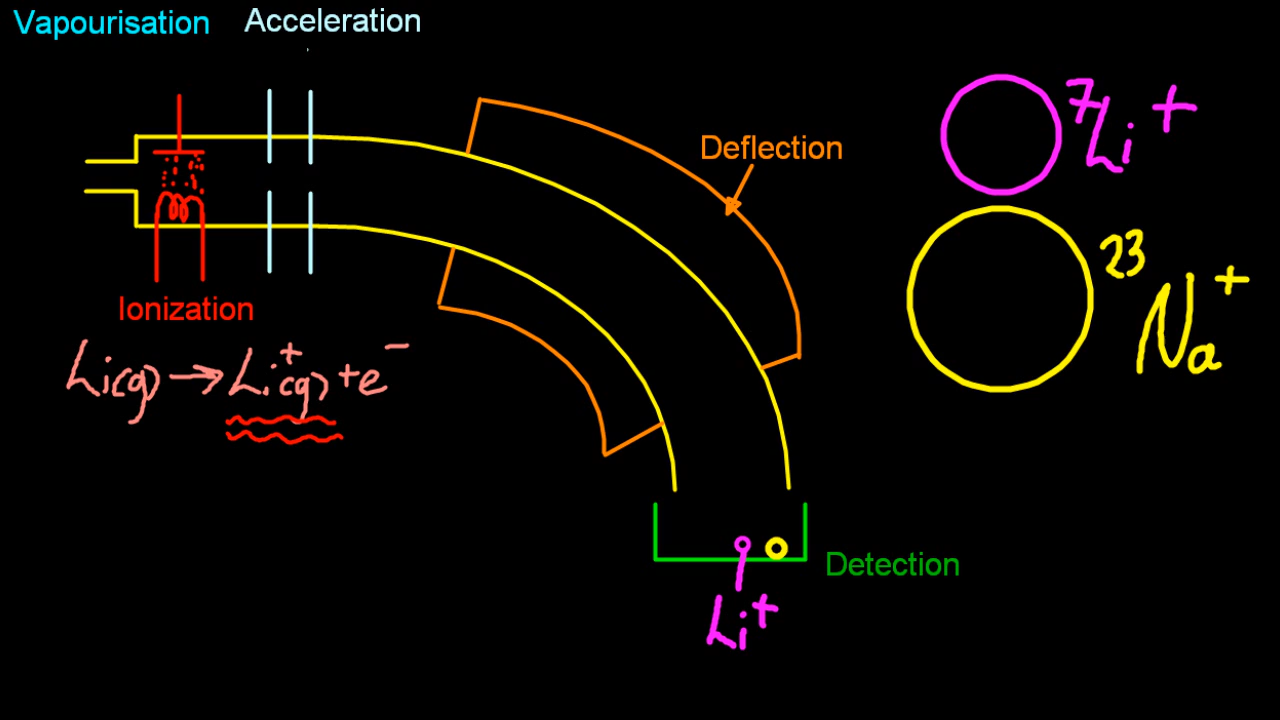 Vapourisation
Acceleration
Deflection
⁷Li⁺
²³Na⁺
Ionization
Li(g) → Li⁺(g) + e⁻
Detection
Li⁺